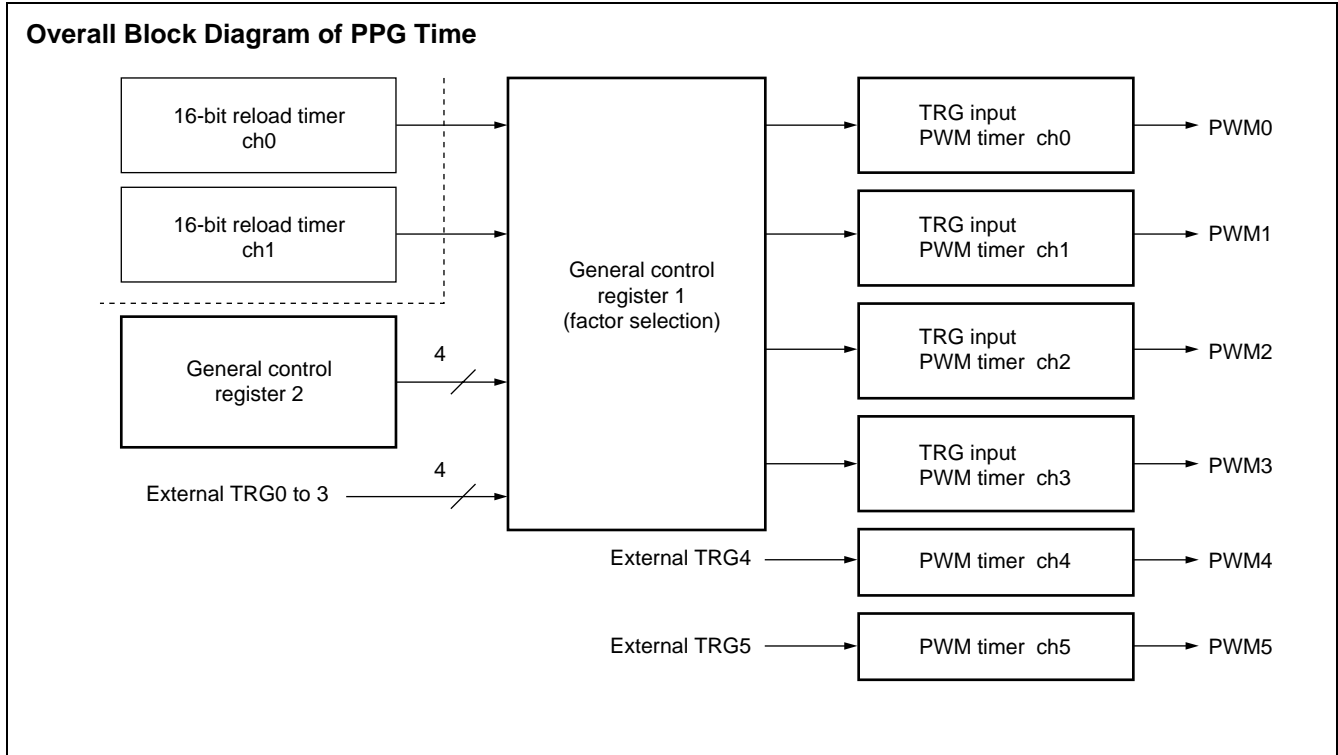 Overall Block Diagram of PPG Time
16-bit reload timer
ch0
16-bit reload timer
ch1
General control
register 2
4
External TRG0 to 3
4
General control
register 1
(factor selection)
TRG input
PWM timer ch0
PWM0
TRG input
PWM timer ch1
PWM1
TRG input
PWM timer ch2
PWM2
TRG input
PWM timer ch3
PWM3
External TRG4
PWM timer ch4
PWM4
External TRG5
PWM timer ch5
PWM5